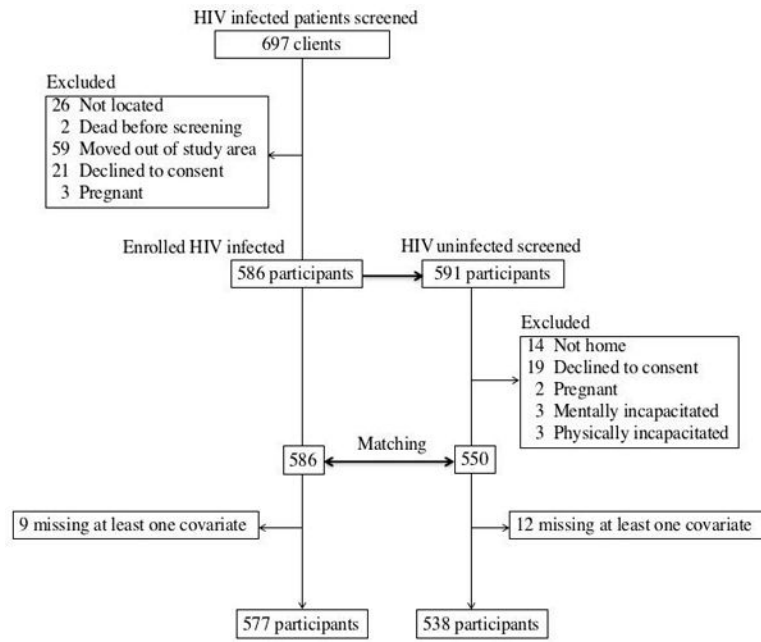 HIV infected patients screened
697 clients
Excluded
26 Not located
2 Dead before screening
59 Moved out of study area
21 Declined to consent
3 Pregnant
Enrolled HIV infected
586 participants
HIV uninfected screened
591 participants
Excluded
14 Not home
19 Declined to consent
2 Pregnant
3 Mentally incapacitated
3 Physically incapacitated
Matching
586
550
9 missing at least one covariate
12 missing at least one covariate
577 participants
538 participants